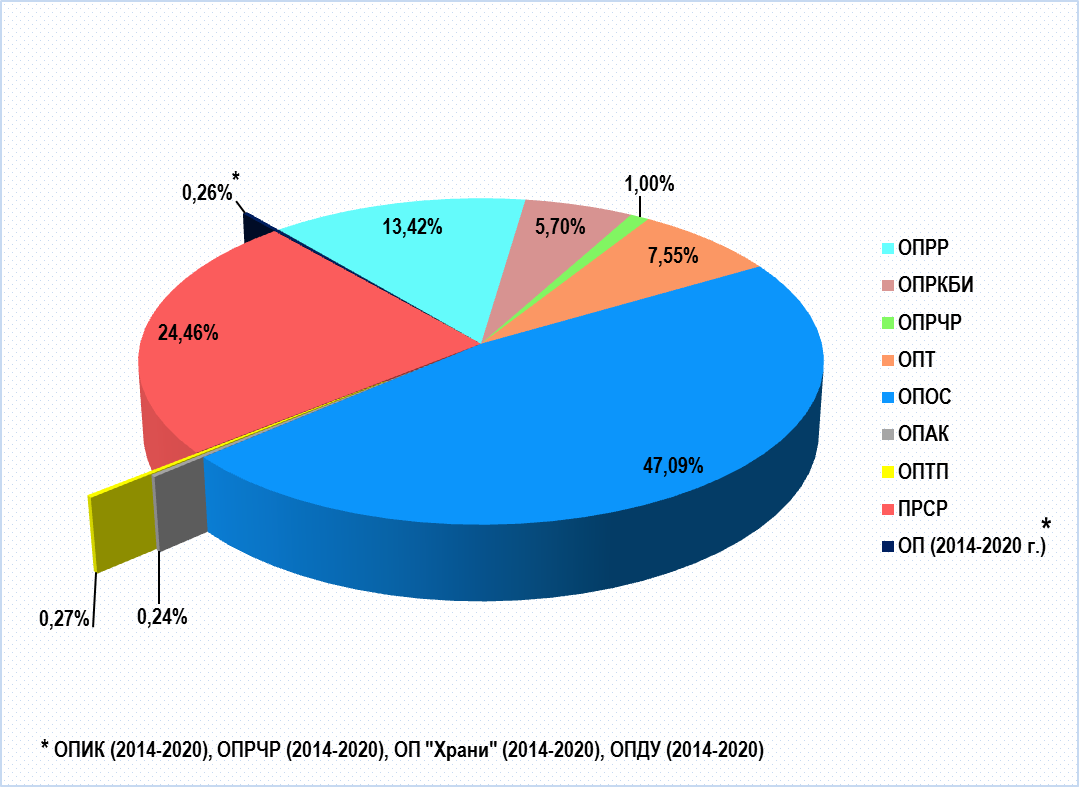 0,26%*
1,00%
13,42%
5,70%
7,55%
24,46%
47,09%
0,27%
0,24%
ОПРР
ОПРКБИ
ОПРЧР
ОПТ
ОПОС
ОПАК
ОПТП
ПРСР
ОП (2014-2020 г.)*
* ОПИК (2014-2020), ОПРЧР (2014-2020), ОП "Храни" (2014-2020), ОПДУ (2014-2020)